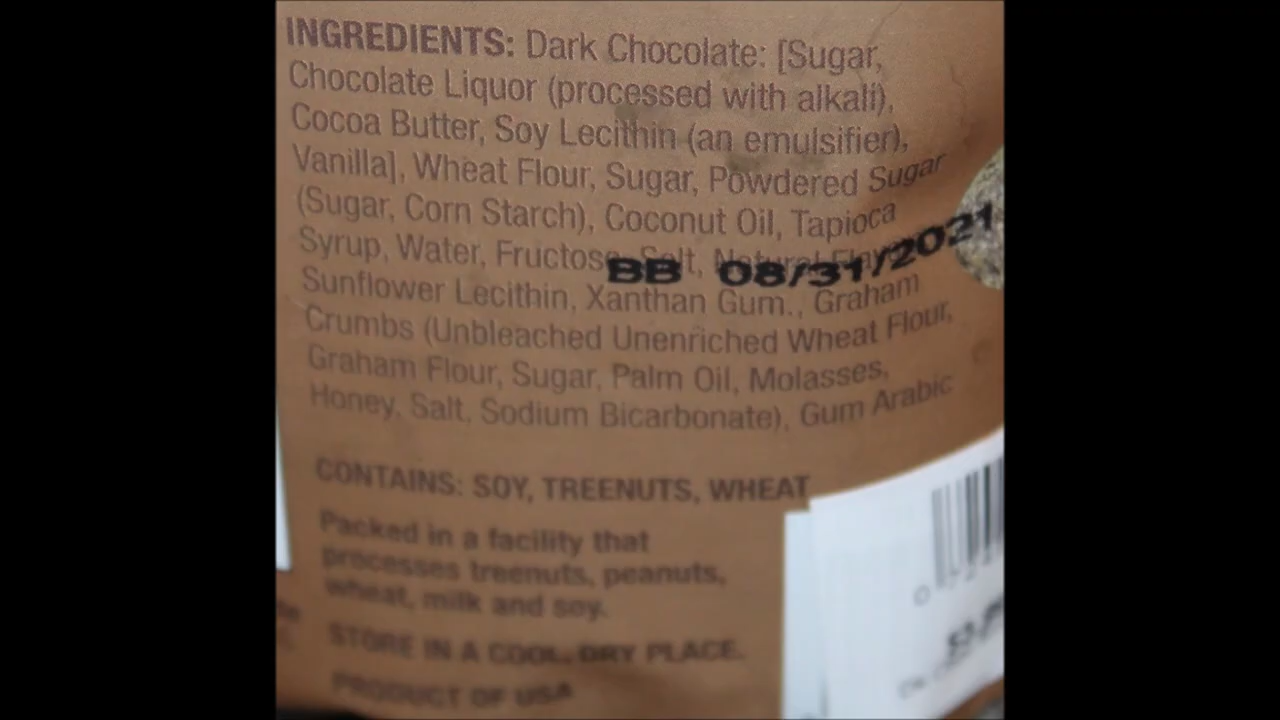 INGREDIENTS: Dark Chocolate: [Sugar,
Chocolate Liquor (processed with alkali),
Cocoa Butter, Soy Lecithin (an emulsifier),
Vanilla], Wheat Flour, Sugar, Powdered Sugar
(Sugar, Corn Starch), Coconut Oil, Tapioca
Syrup, Water, Fructose, Salt, Natural Flavor,
BB 08/31/2021
Sunflower Lecithin, Xanthan Gum., Graham
Crumbs (Unbleached Unenriched Wheat Flour,
Graham Flour, Sugar, Palm Oil, Molasses,
Honey, Salt, Sodium Bicarbonate), Gum Arabic
CONTAINS: SOY, TREENUTS, WHEAT
Packed in a facility that
processes treenuts, peanuts,
wheat, milk and soy.
STORE IN A COOL, DRY PLACE.
PRODUCT OF USA